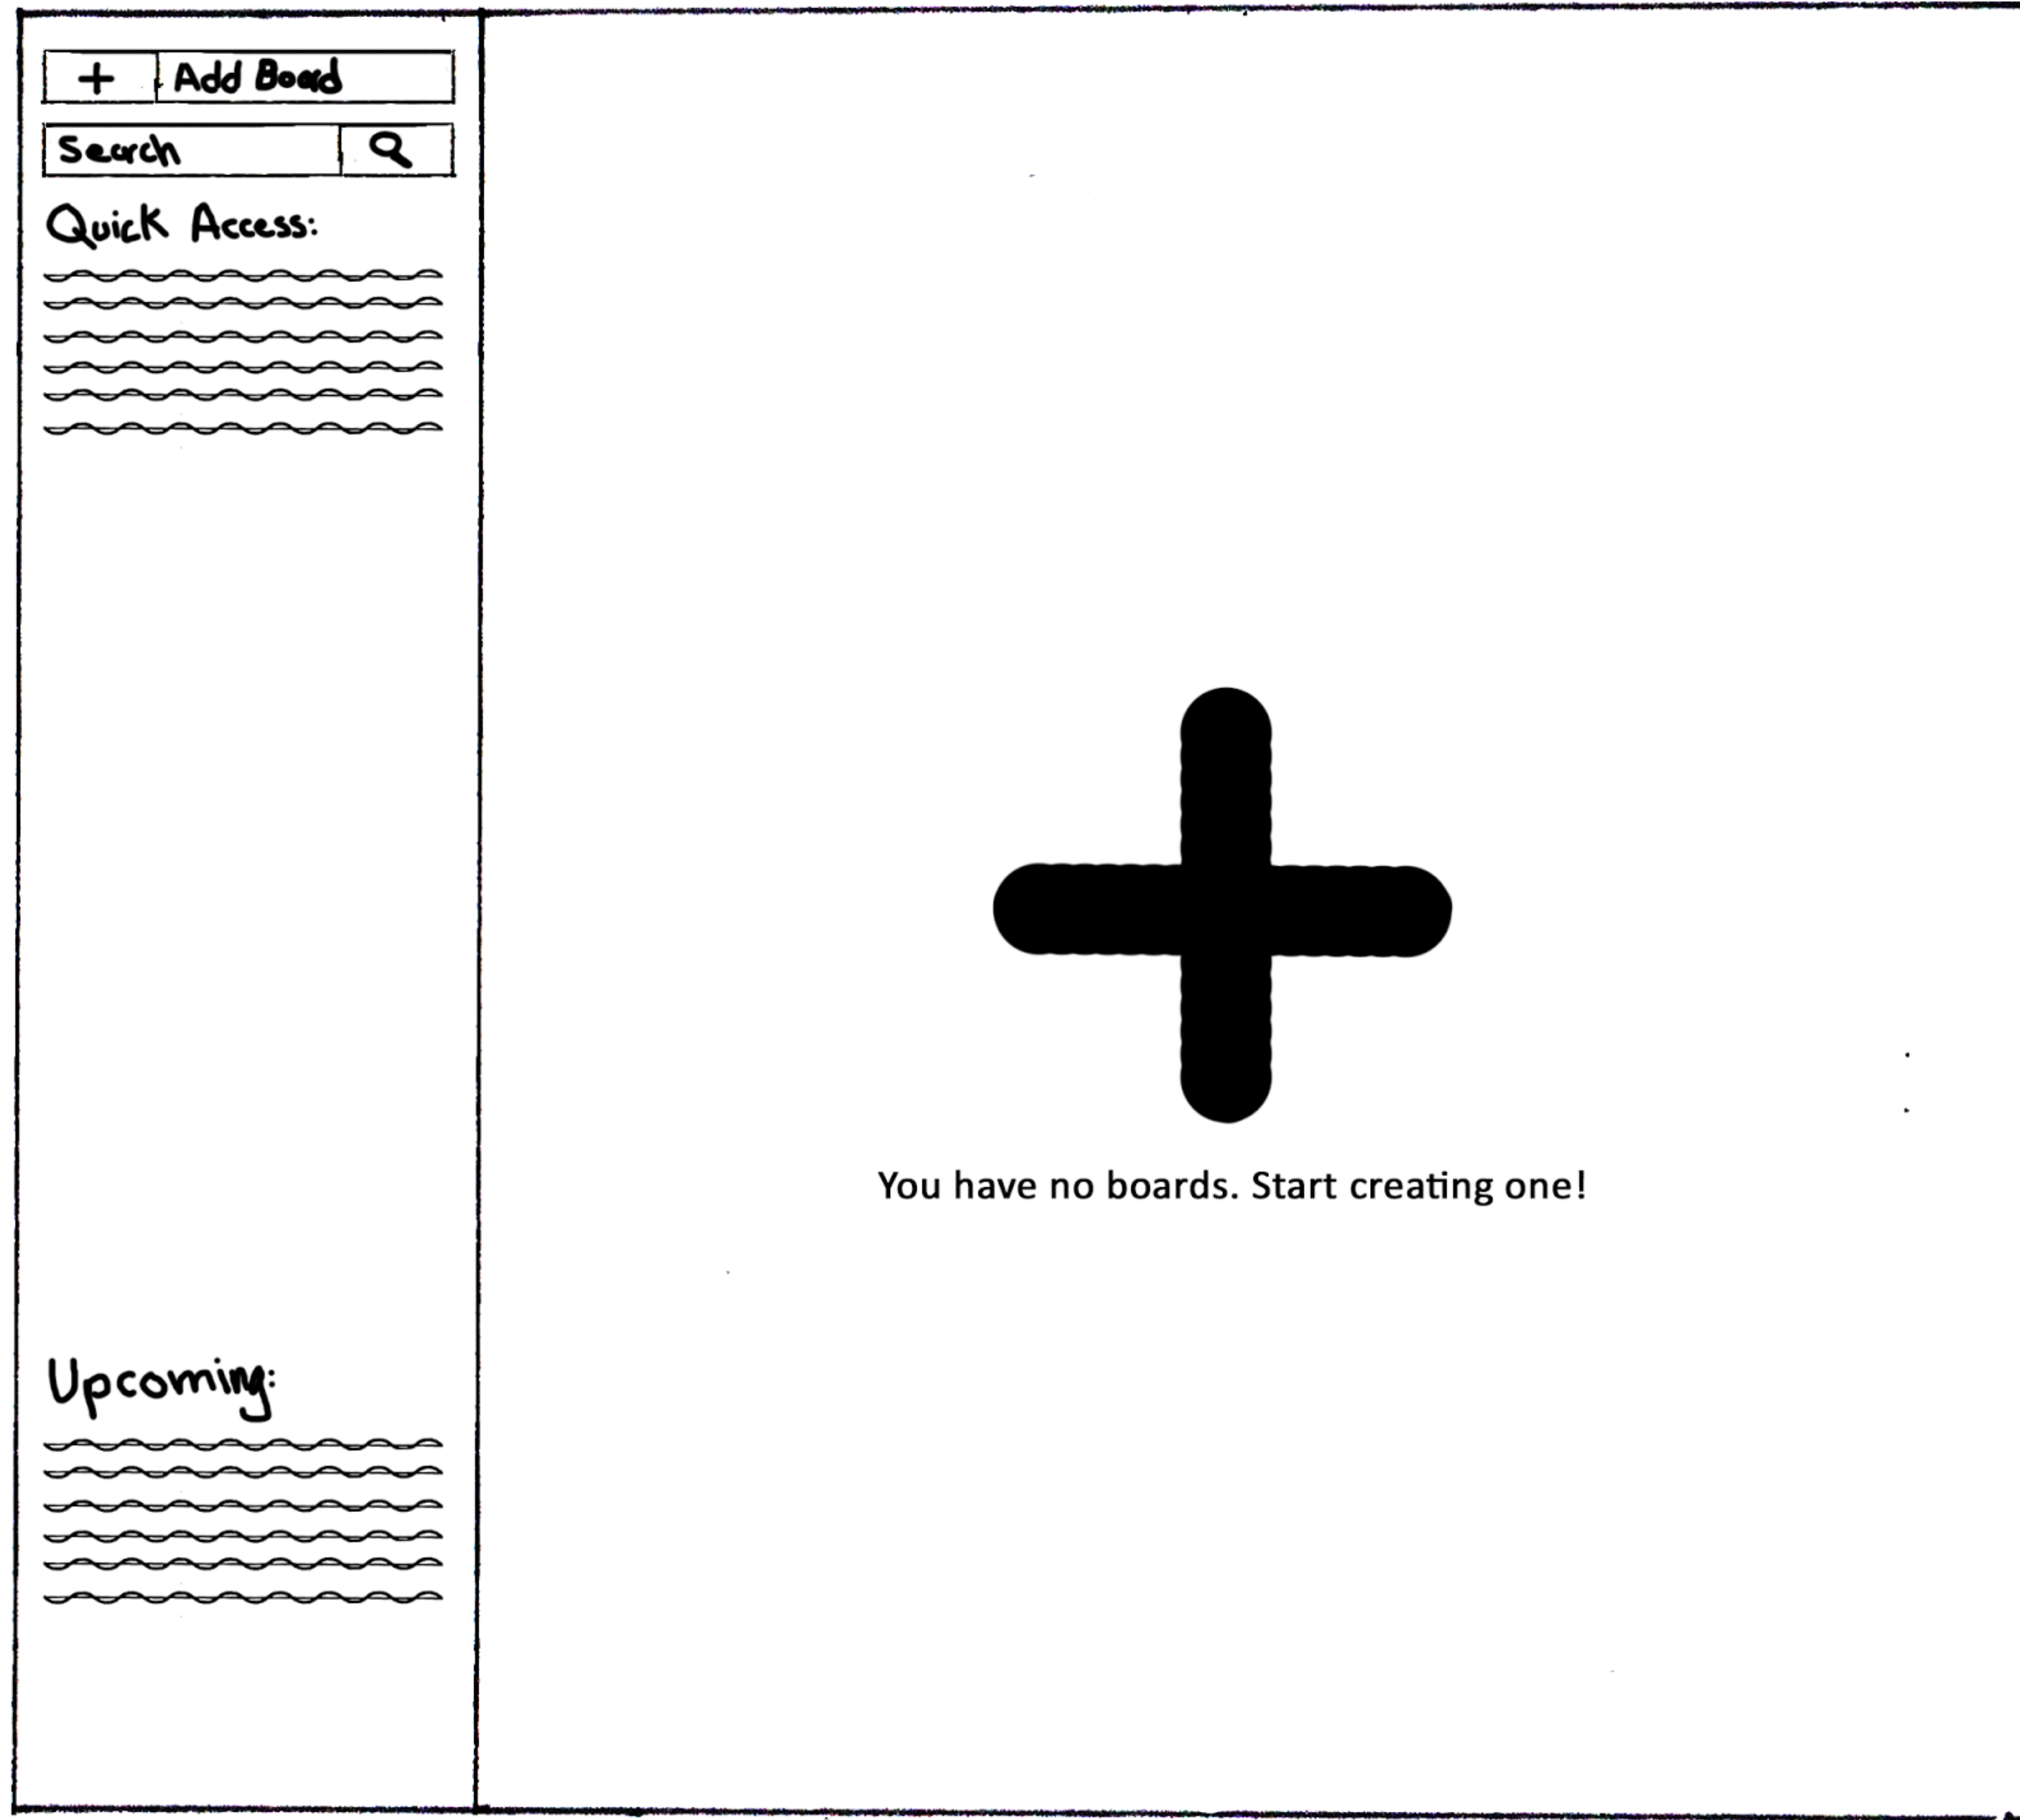 + Add Board
Search
Quick Access:
You have no boards. Start creating one!
Upcoming: